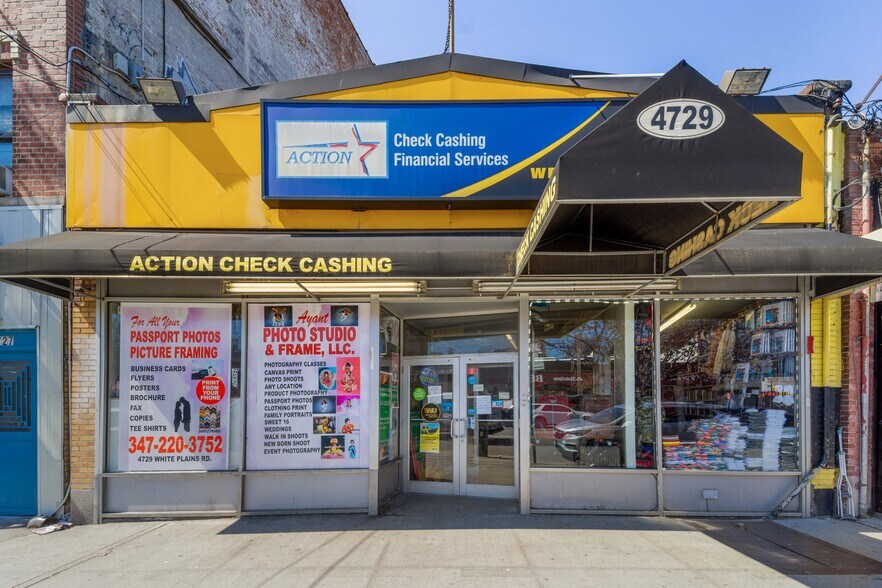 4729
ACTION
Check Cashing
Financial Services
WE
CHECK CASHING
ACTION CHECK CASHING
For All Your
PASSPORT PHOTOS
PICTURE FRAMING
BUSINESS CARDS
FLYERS
POSTERS
BROCHURE
FAX
COPIES
TEE SHIRTS
PRINT
FROM
YOUR
PHONE
347-220-3752
4729 WHITE PLAINS RD.
Ayant
PHOTO STUDIO
& FRAME, LLC.
PHOTOGRAPHY CLASSES
CANVAS PRINT
PHOTO SHOOTS
ANY LOCATION
PRODUCT PHOTOGRAPHY
PASSPORT PHOTOS
CLOTHING PRINT
FAMILY PORTRAITS
SWEET 16
WEDDINGS
WALK IN SHOOTS
NEW BORN SHOOT
EVENT PHOTOGRAPHY